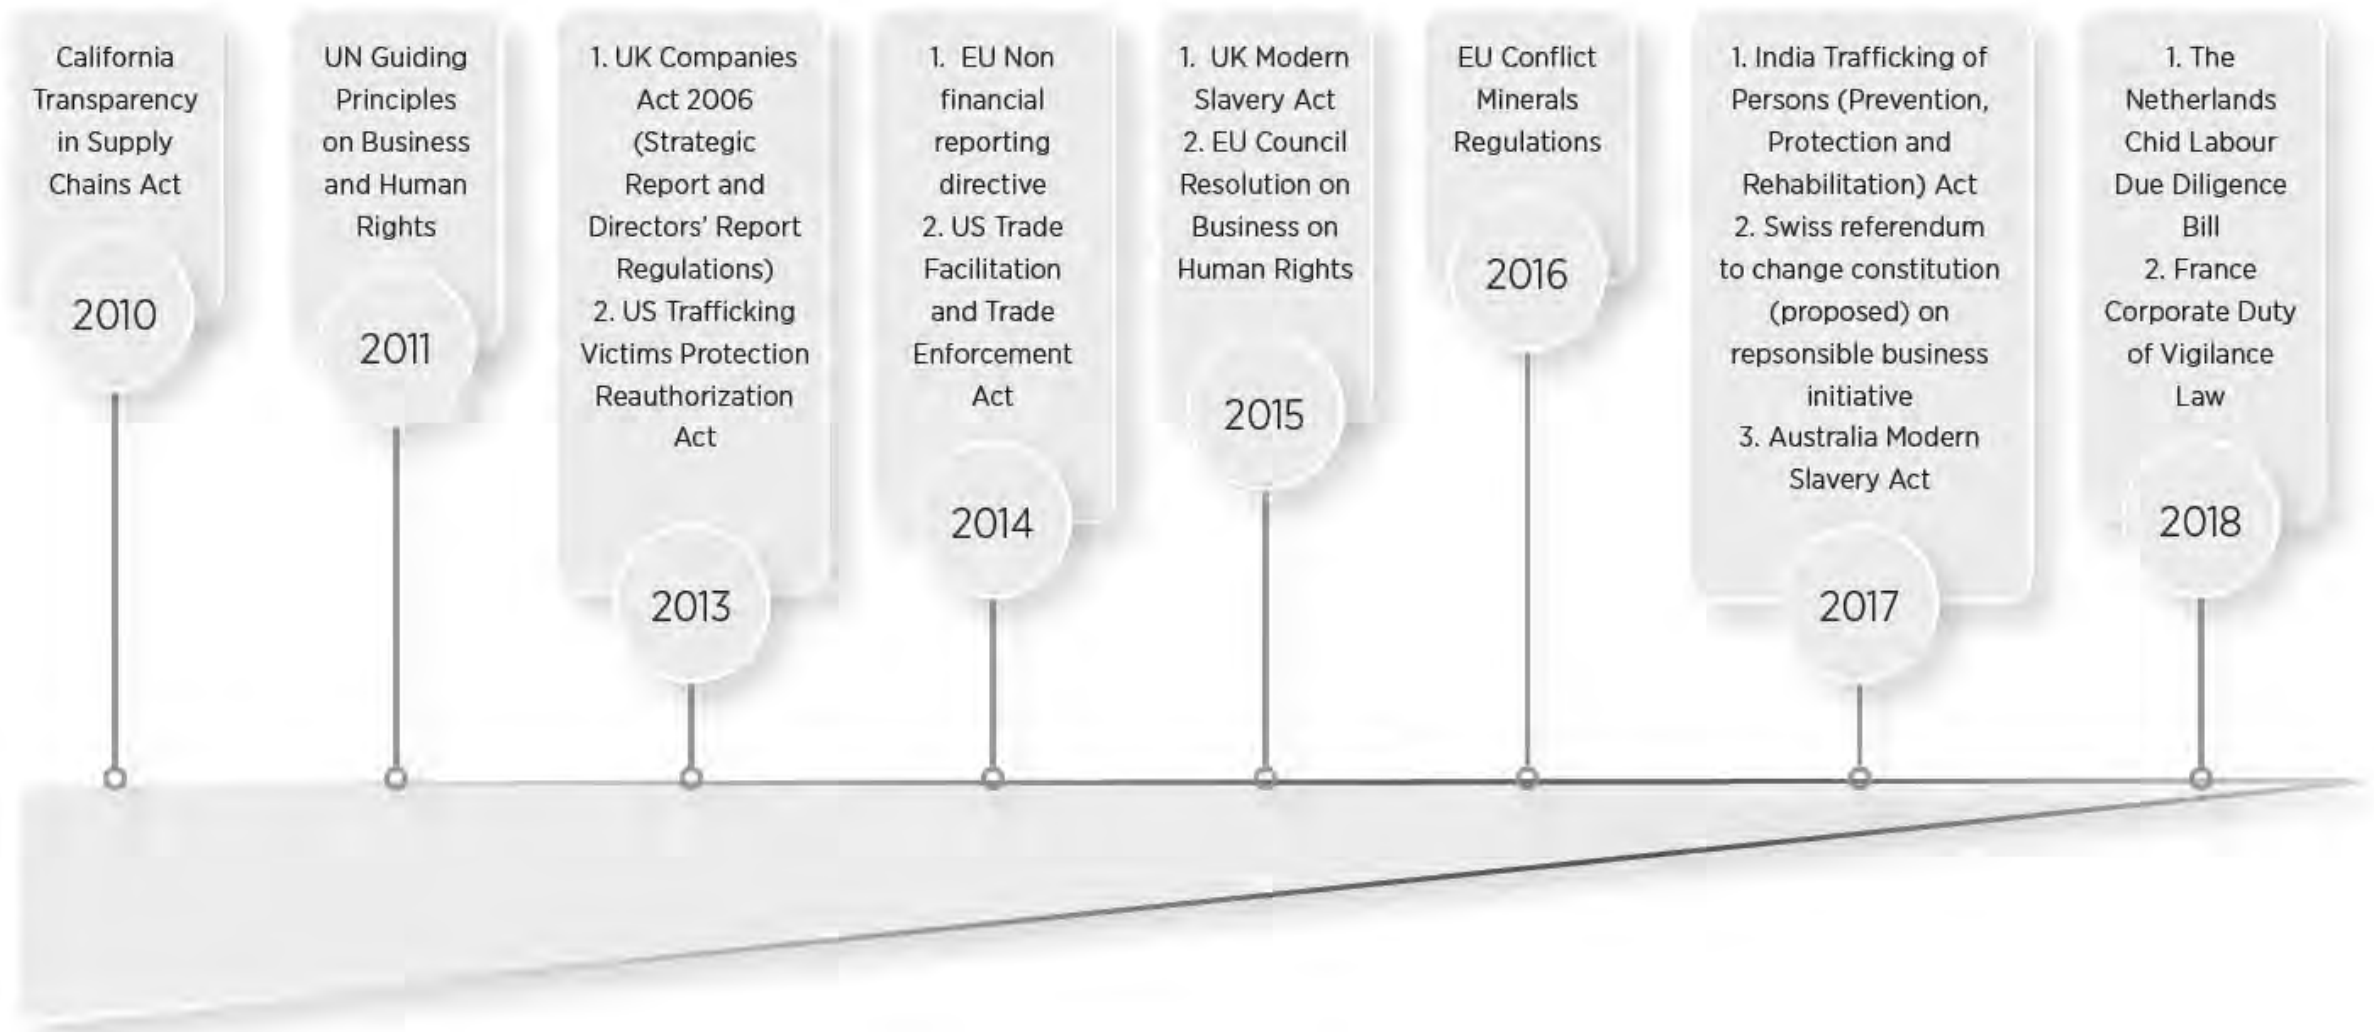 California
Transparency
in Supply
Chains Act
2010
UN Guiding
Principles
on Business
and Human
Rights
2011
1. UK Companies
Act 2006
(Strategic
Report and
Directors' Report
Regulations)
2. US Trafficking
Victims Protection
Reauthorization
Act
2013
1. EU Non
financial
reporting
directive
2. US Trade
Facilitation
and Trade
Enforcement
Act
2014
1. UK Modern
Slavery Act
2. EU Council
Resolution on
Business on
Human Rights
2015
EU Conflict
Minerals
Regulations
2016
1. India Trafficking of
Persons (Prevention,
Protection and
Rehabilitation) Act
2. Swiss referendum
to change constitution
(proposed) on
repsonsible business
initiative
3. Australia Modern
Slavery Act
2017
1. The
Netherlands
Chid Labour
Due Diligence
Bill
2. France
Corporate Duty
of Vigilance
Law
2018